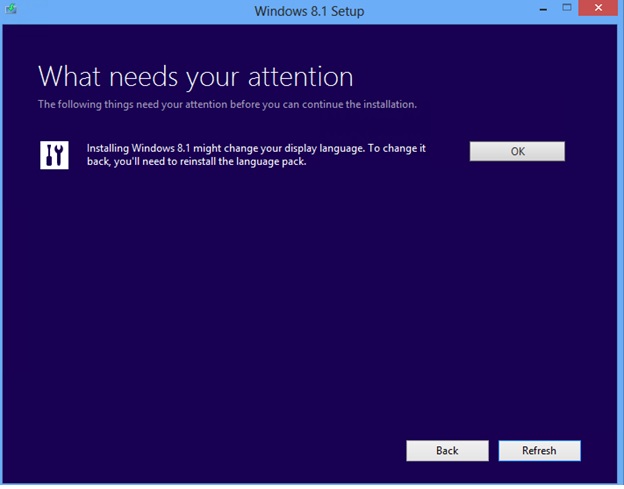 Windows 8.1 Setup
What needs your attention
The following things need your attention before you can continue the installation.
Installing Windows 8.1 might change your display language. To change it
back, you'll need to reinstall the language pack.
OK
Back
Refresh